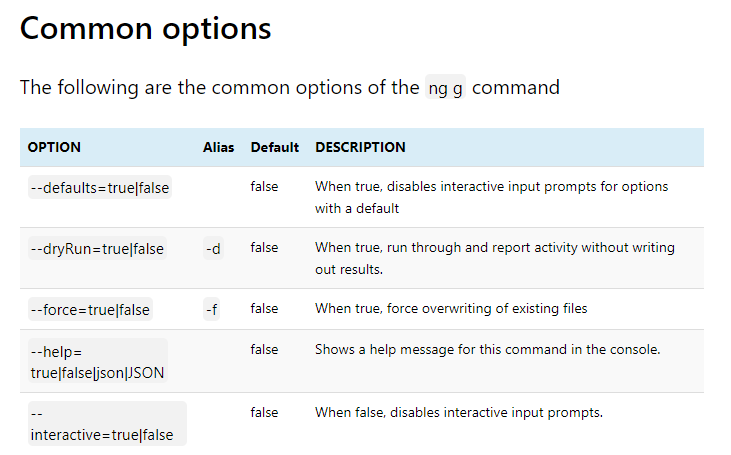 Common options
The following are the common options of the ng g command
OPTION Alias Default DESCRIPTION
--defaults=true|false false When true, disables interactive input prompts for options
with a default
--dryRun=true|false -d false When true, run through and report activity without writing
out results.
--force=true|false -f false When true, force overwriting of existing files
--help= false Shows a help message for this command in the console.
true|false|json|JSON
-- false When false, disables interactive input prompts.
interactive=true|false